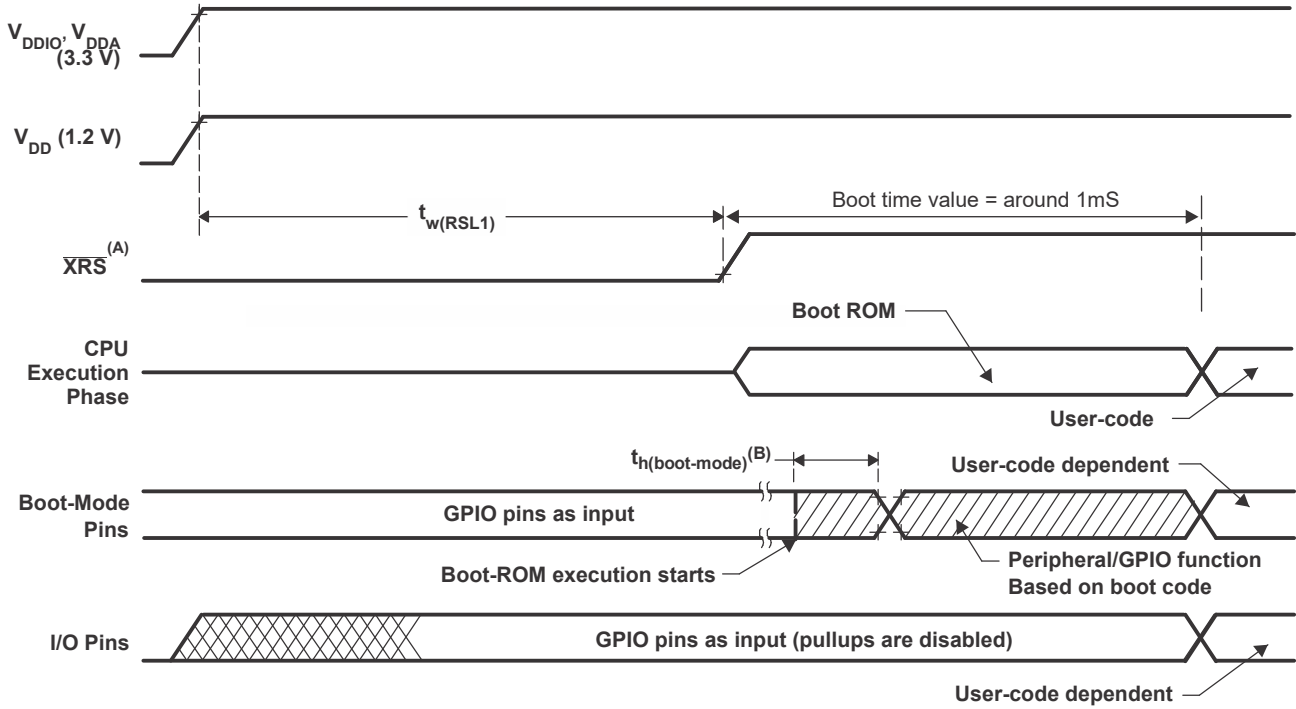 V_DDIO, V_DDA
(3.3 V)
V_DD (1.2 V)
t_w(RSL1)
Boot time value = around 1mS
XRS (A)
Boot ROM
CPU
Execution
Phase
User-code
t_h(boot-mode) (B)
User-code dependent
Boot-Mode
Pins
GPIO pins as input
Boot-ROM execution starts
Peripheral/GPIO function
Based on boot code
I/O Pins
GPIO pins as input (pullups are disabled)
User-code dependent